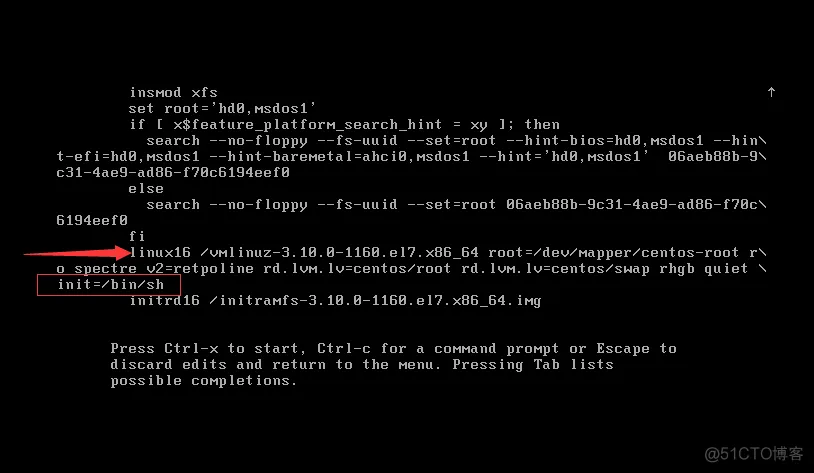 insmod xfs
set root='hd0,msdos1'
if [ x$feature_platform_search_hint = xy ]; then
search --no-floppy --fs-uuid --set=root --hint-bios=hd0,msdos1 --hin\
t-efi=hd0,msdos1 --hint-baremetal=ahci0,msdos1 --hint='hd0,msdos1'  06aeb88b-9\
c31-4ae9-ad86-f70c6194eef0
else
search --no-floppy --fs-uuid --set=root 06aeb88b-9c31-4ae9-ad86-f70c\
6194eef0
fi
linux16 /vmlinuz-3.10.0-1160.el7.x86_64 root=/dev/mapper/centos-root r\
o spectre_v2=retpoline rd.lvm.lv=centos/root rd.lvm.lv=centos/swap rhgb quiet \
init=/bin/sh
initrd16 /initramfs-3.10.0-1160.el7.x86_64.img
Press Ctrl-x to start, Ctrl-c for a command prompt or Escape to
discard edits and return to the menu. Pressing Tab lists
possible completions.
@51CTO博客